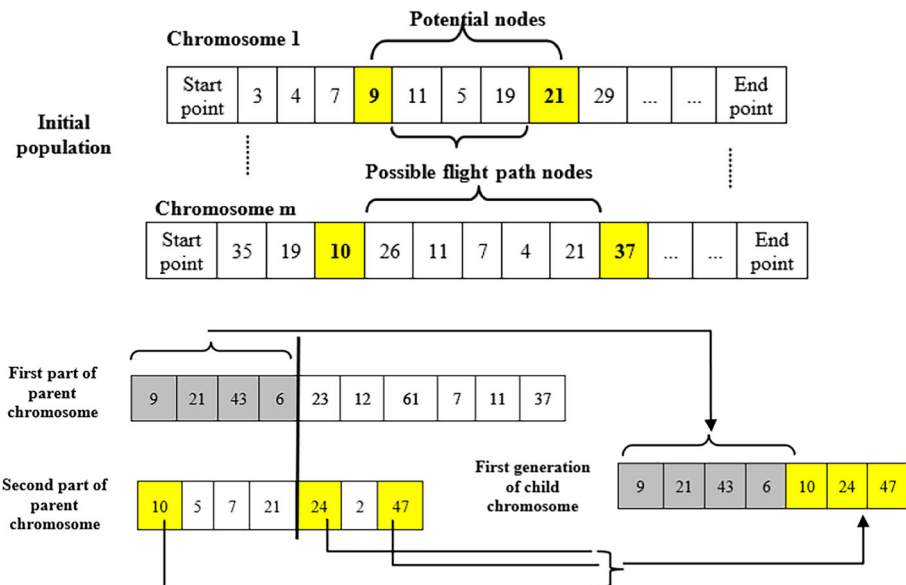 Potential nodes
Chromosome 1
Start point 3 4 7 9 11 5 19 21 29 ... ... End point
Initial population
Possible flight path nodes
Chromosome m
Start point 35 19 10 26 11 7 4 21 37 ... ... End point
First part of
parent
chromosome
9 21 43 6 23 12 61 7 11 37
Second part of
parent
chromosome
10 5 7 21 24 2 47
First generation
of child
chromosome
9 21 43 6 10 24 47